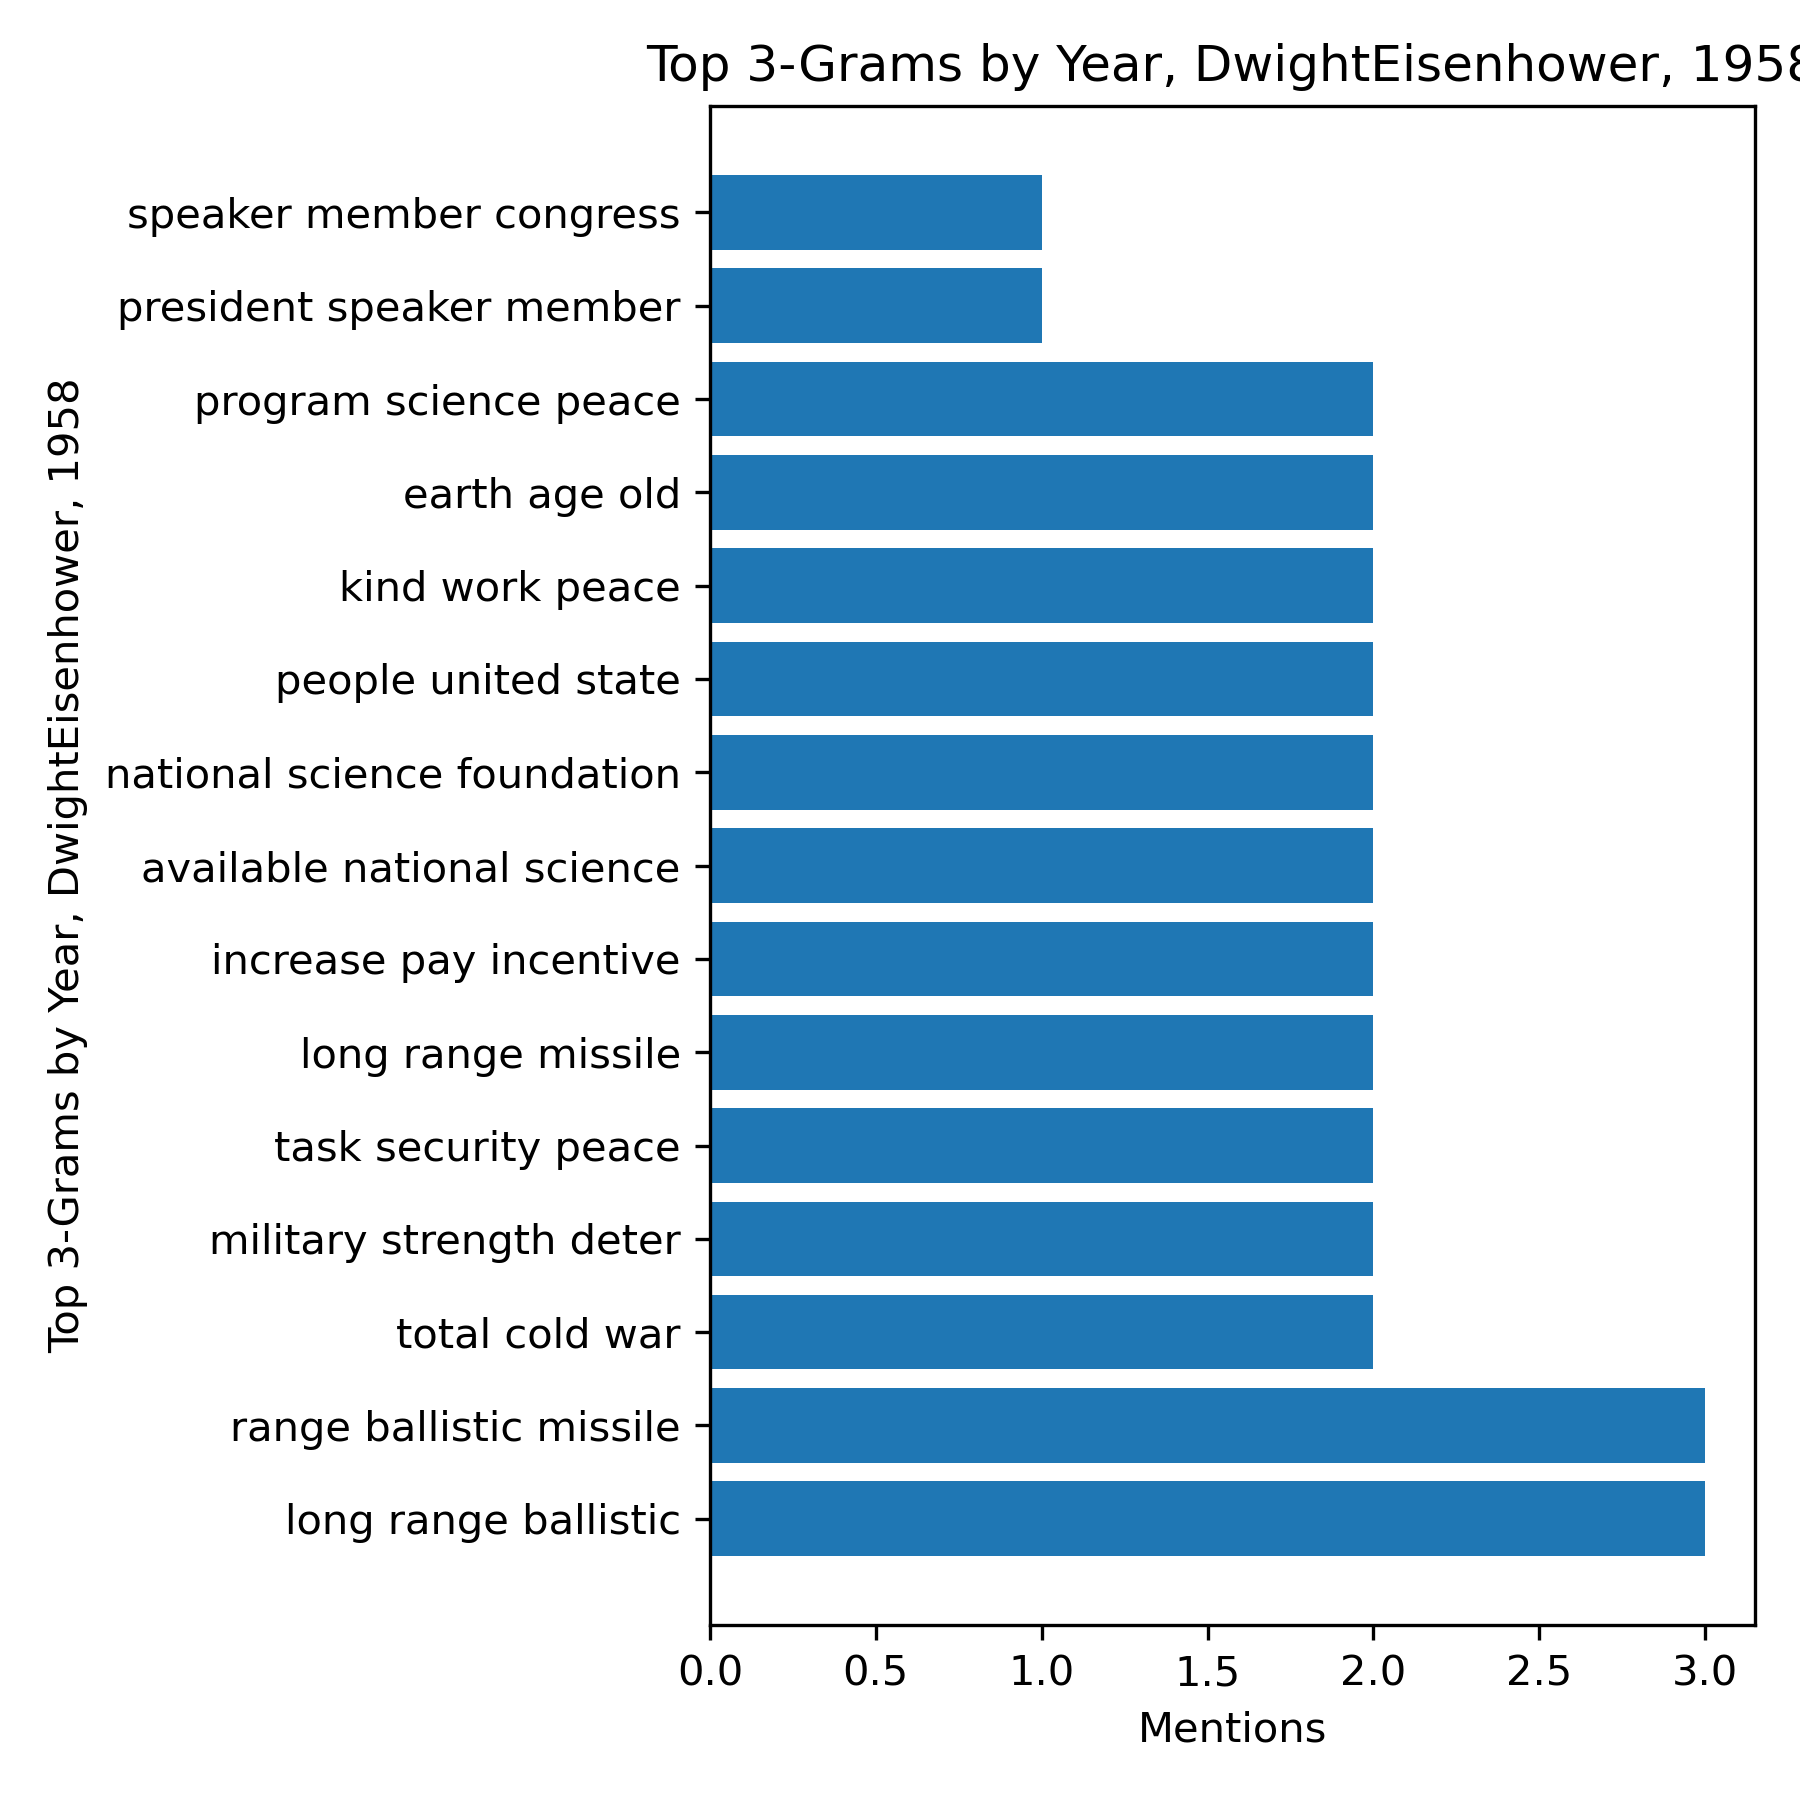 Top 3-Grams by Year, DwightEisenhower, 1958
Top 3-Grams by Year, DwightEisenhower, 1958
speaker member congress
president speaker member
program science peace
earth age old
kind work peace
people united state
national science foundation
available national science
increase pay incentive
long range missile
task security peace
military strength deter
total cold war
range ballistic missile
long range ballistic
0.0 0.5 1.0 1.5 2.0 2.5 3.0
Mentions